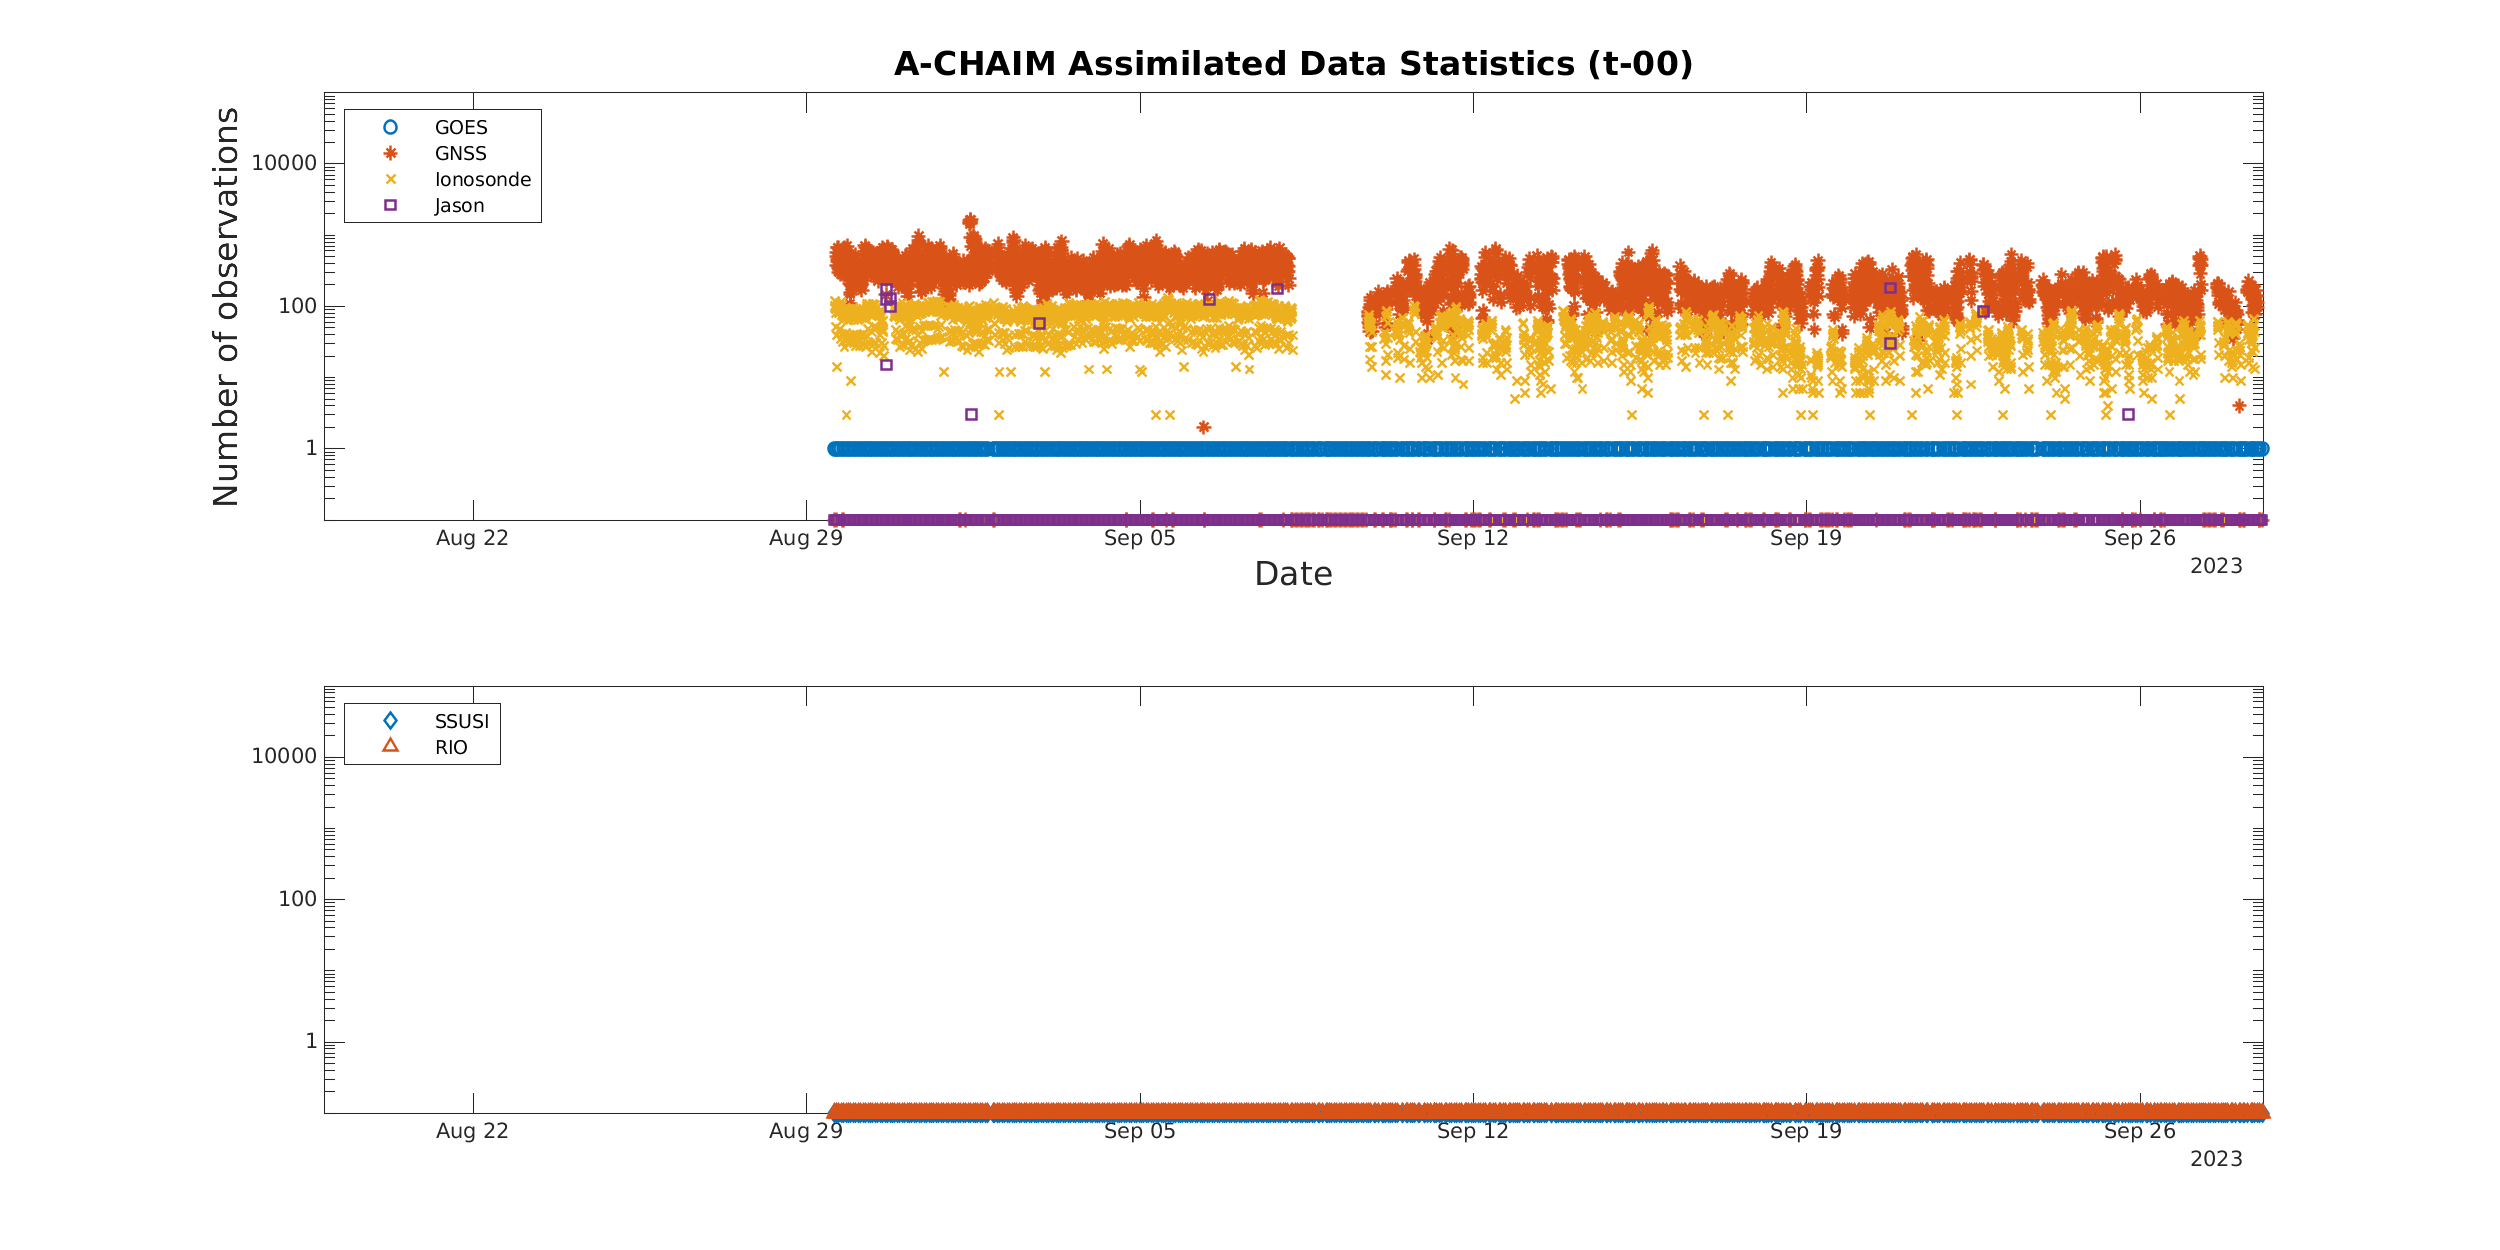 A-CHAIM Assimilated Data Statistics (t-00)
Number of observations
10000
100
1
GOES
GNSS
Ionosonde
Jason
Aug 22
Aug 29
Sep 05
Sep 12
Sep 19
Sep 26
2023
Date
10000
100
1
SSUSI
RIO
Aug 22
Aug 29
Sep 05
Sep 12
Sep 19
Sep 26
2023